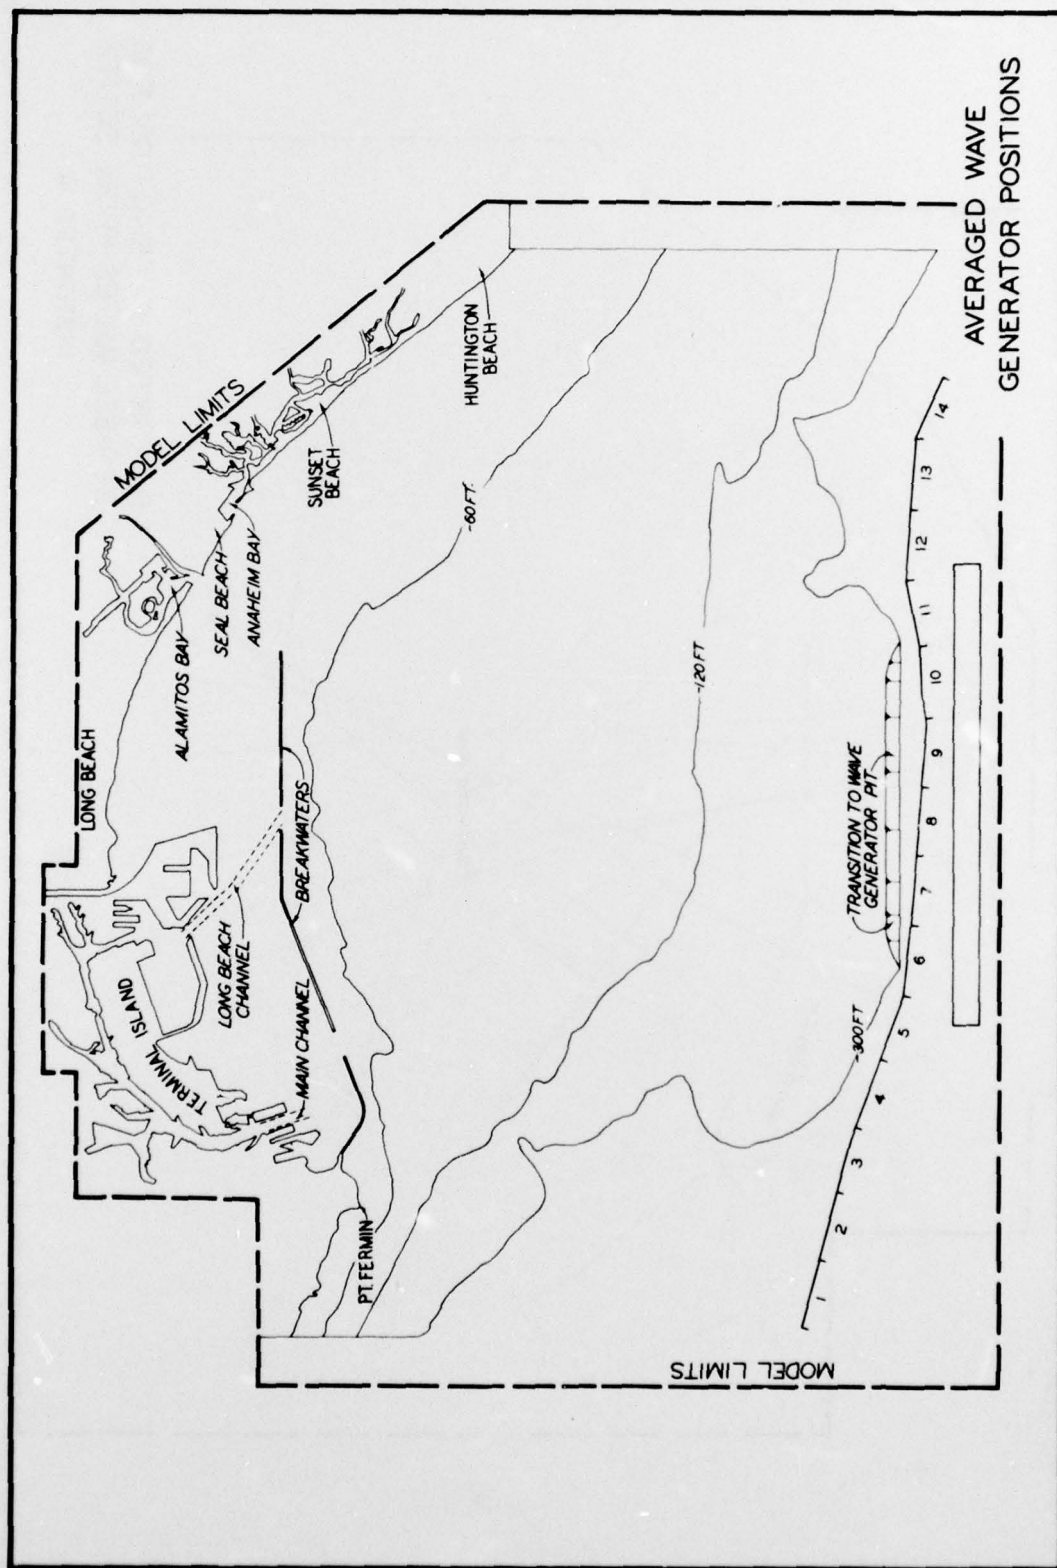 MODEL LIMITS
LONG BEACH
ALAMITOS BAY
SEAL BEACH
ANAHEIM BAY
SUNSET
BEACH
HUNTINGTON
BEACH
TERMINAL ISLAND
LONG BEACH
CHANNEL
MAIN CHANNEL
BREAKWATERS
PT. FERMIN
-60 FT.
-120 FT
-300 FT
TRANSITION TO WAVE
GENERATOR PIT
1
2
3
4
5
6
7
8
9
10
11
12
13
14
MODEL LIMITS
AVERAGED WAVE
GENERATOR POSITIONS